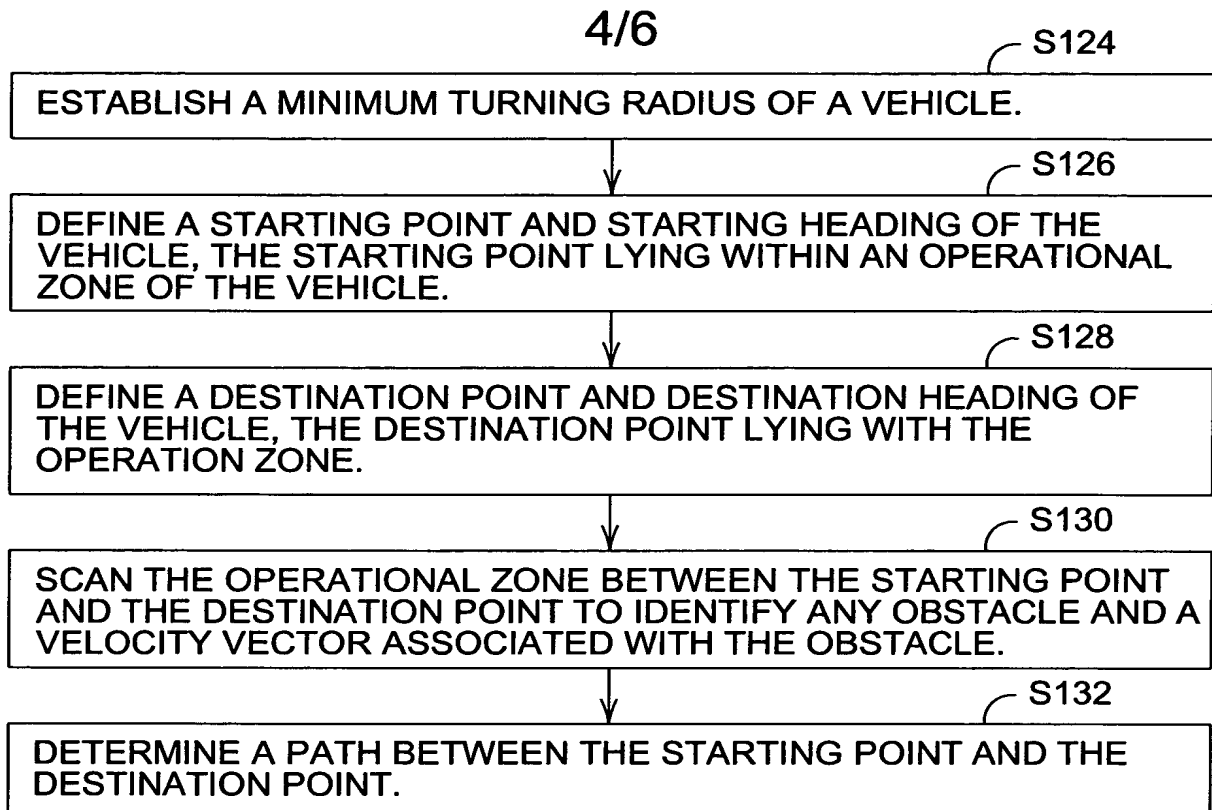 4/6
S124
ESTABLISH A MINIMUM TURNING RADIUS OF A VEHICLE.
S126
DEFINE A STARTING POINT AND STARTING HEADING OF THE
VEHICLE, THE STARTING POINT LYING WITHIN AN OPERATIONAL
ZONE OF THE VEHICLE.
S128
DEFINE A DESTINATION POINT AND DESTINATION HEADING OF
THE VEHICLE, THE DESTINATION POINT LYING WITH THE
OPERATION ZONE.
S130
SCAN THE OPERATIONAL ZONE BETWEEN THE STARTING POINT
AND THE DESTINATION POINT TO IDENTIFY ANY OBSTACLE AND A
VELOCITY VECTOR ASSOCIATED WITH THE OBSTACLE.
S132
DETERMINE A PATH BETWEEN THE STARTING POINT AND THE
DESTINATION POINT.